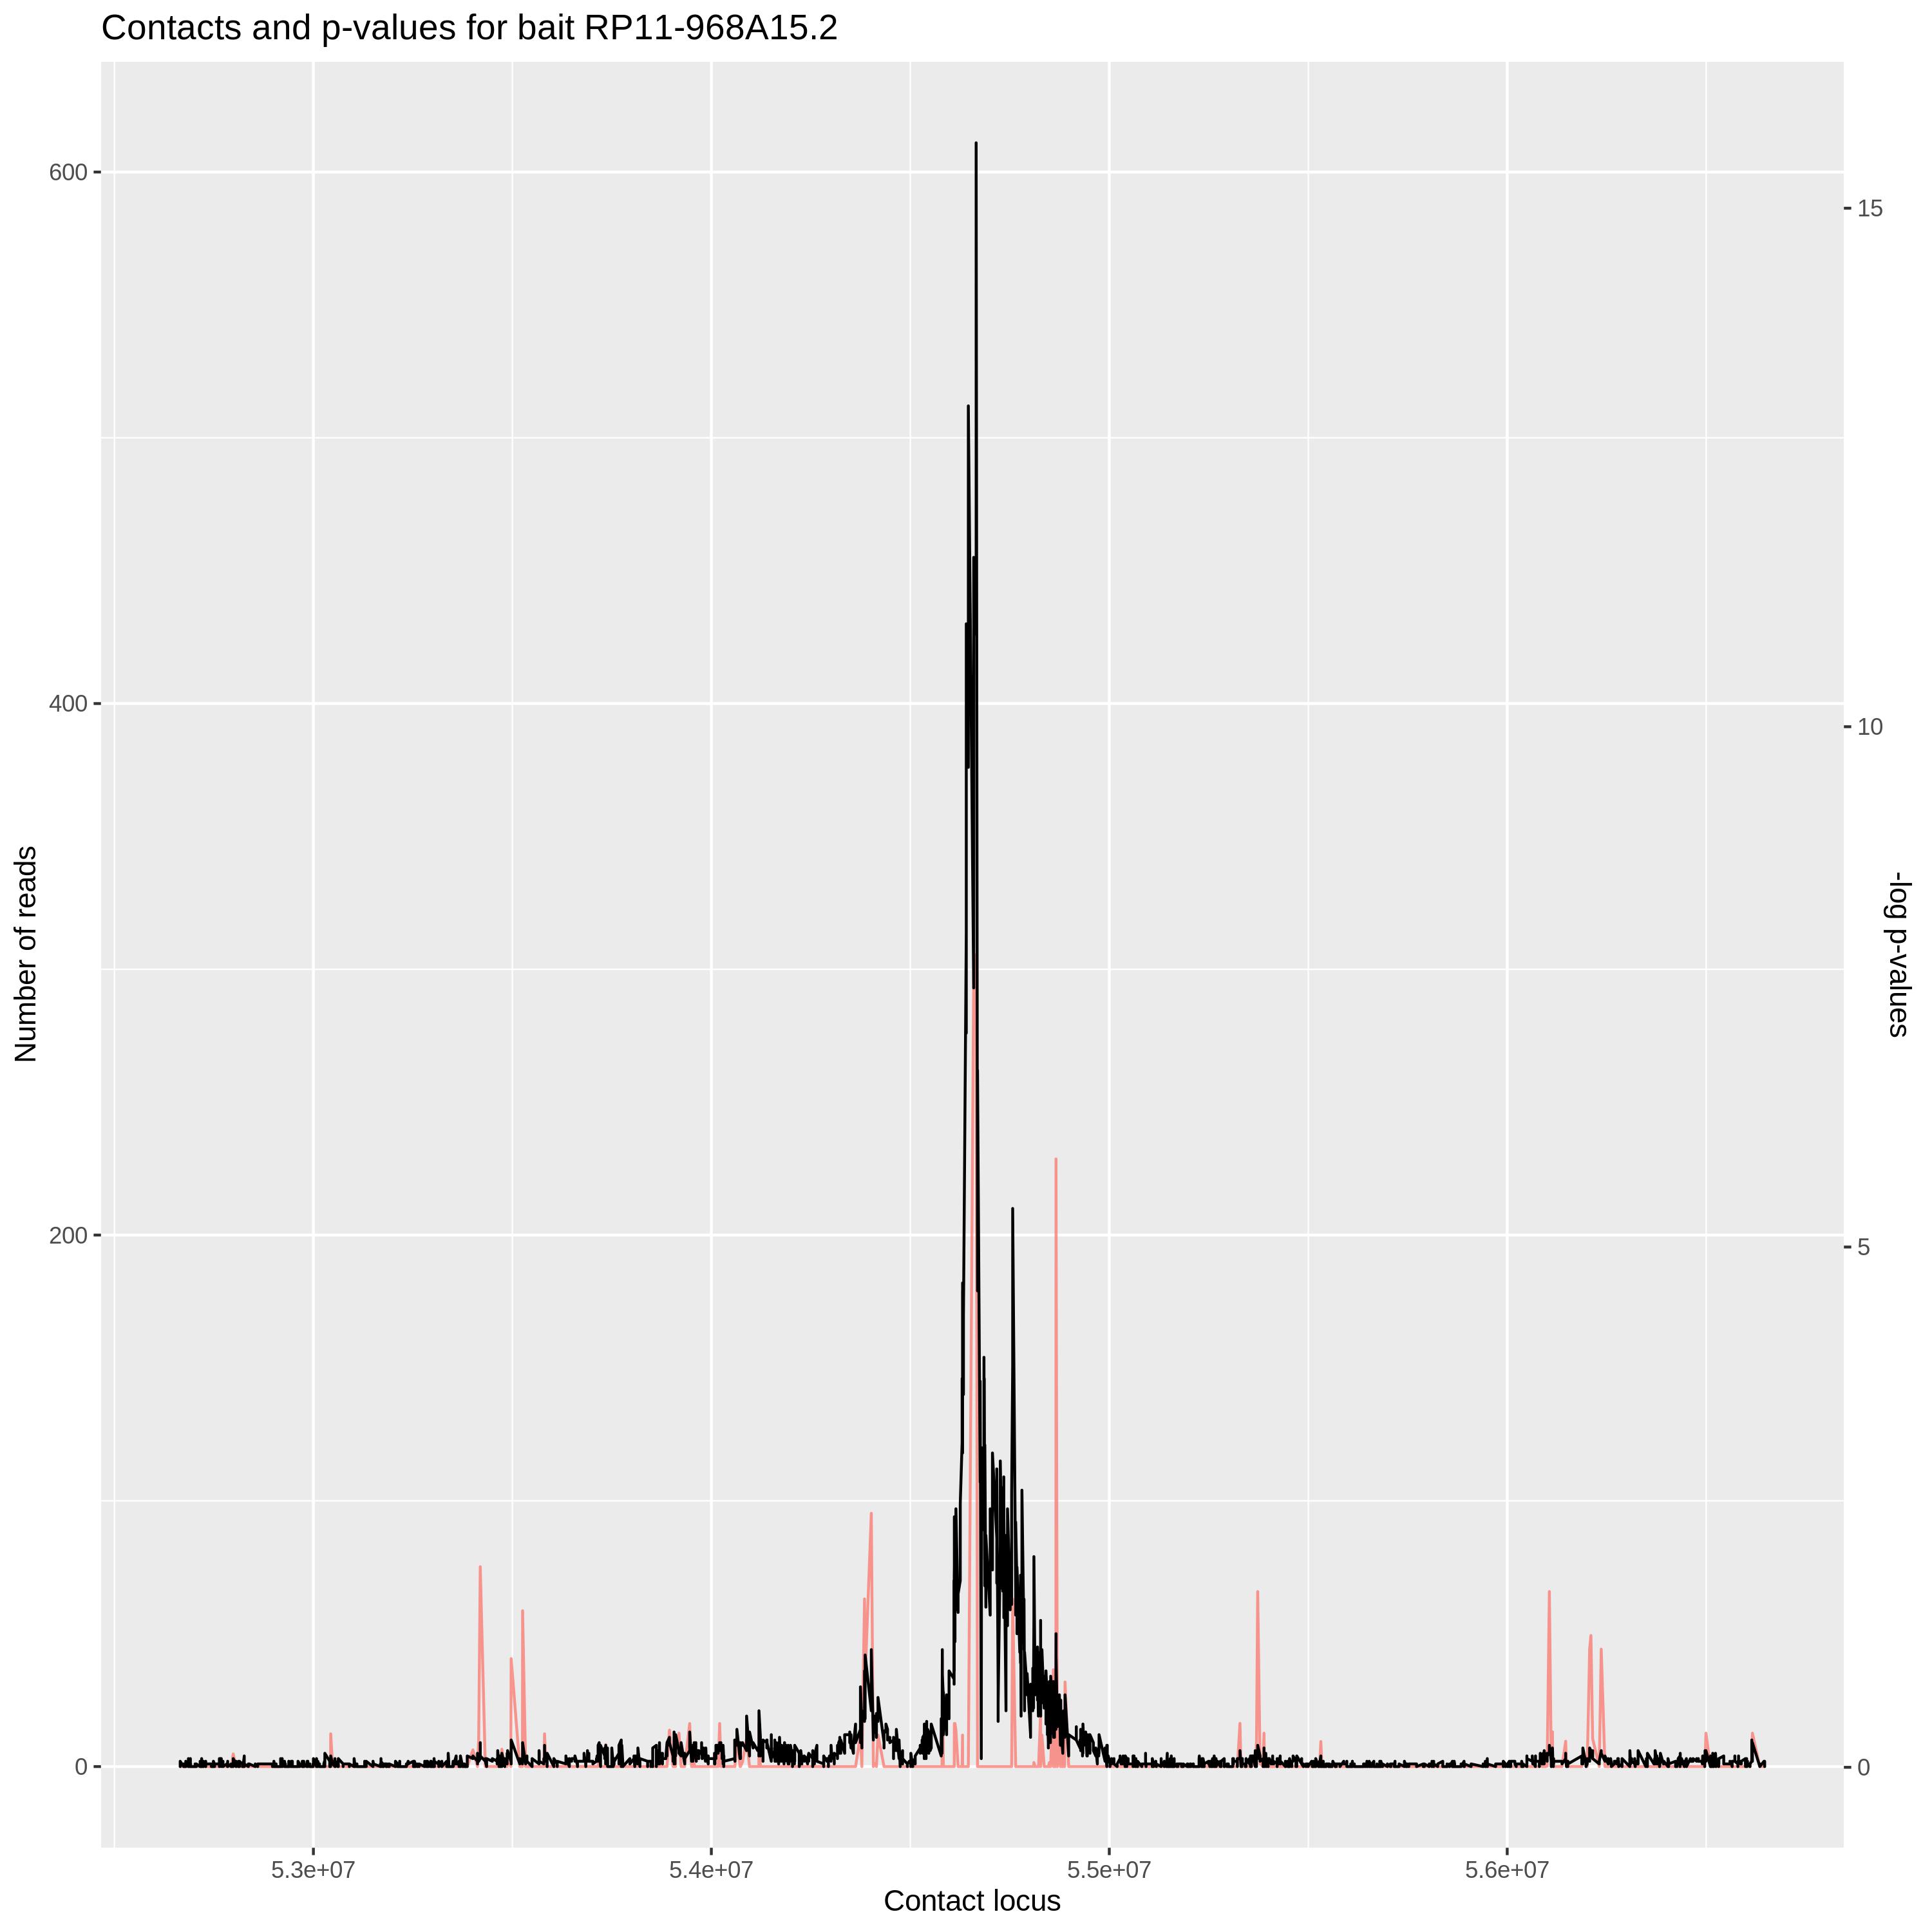 Contacts and p-values for bait RP11-968A15.2
600
400
200
0
Number of reads
15
10
5
0
-log p-values
5.3e+07
5.4e+07
5.5e+07
5.6e+07
Contact locus